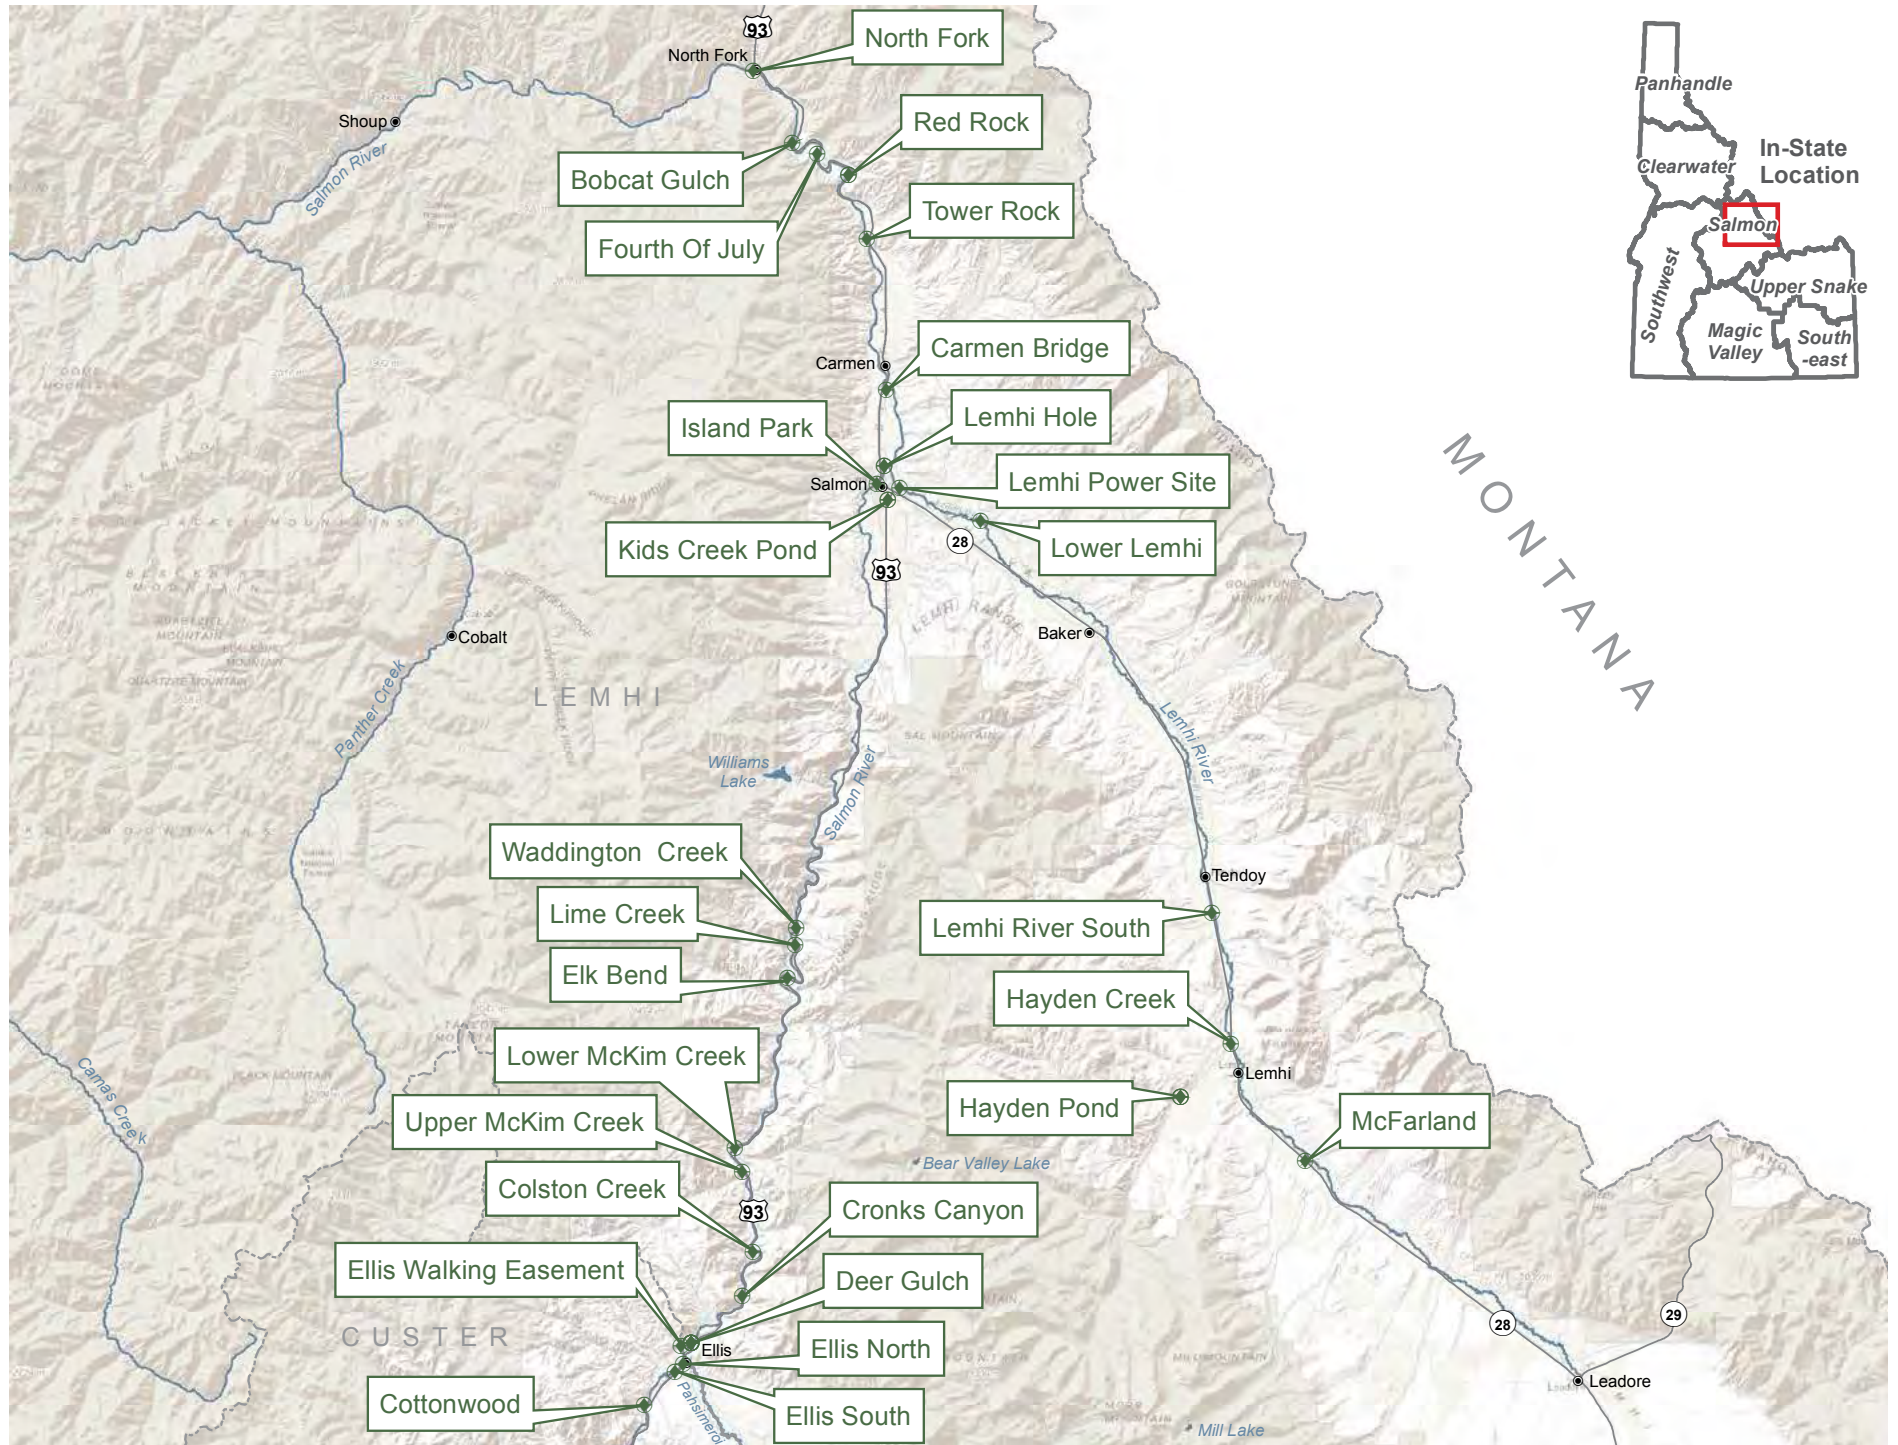 93
North Fork
North Fork
Shoup
Salmon River
Red Rock
Bobcat Gulch
Fourth Of July
Tower Rock
Carmen
Carmen Bridge
Island Park
Lemhi Hole
Salmon
Lemhi Power Site
Kids Creek Pond
Lower Lemhi
28
93
LEMHI RANGE
Baker
Cobalt
Panther Creek
LEMHI
SAL MOUNTAIN
Lemhi River
Williams
Lake
Salmon River
Waddington Creek
Lime Creek
Elk Bend
Tendoy
Lemhi River South
Hayden Creek
Lemhi
Hayden Pond
McFarland
Camas Creek
Lower McKim Creek
Upper McKim Creek
Bear Valley Lake
Colston Creek
93
Cronks Canyon
Ellis Walking Easement
Deer Gulch
CUSTER
Ellis
Ellis North
Cottonwood
Ellis South
Pahsimeroi
Mill Lake
28
29
Leadore
MONTANA
In-State
Location
Panhandle
Clearwater
Salmon
Southwest
Upper Snake
Magic
Valley
South
-east